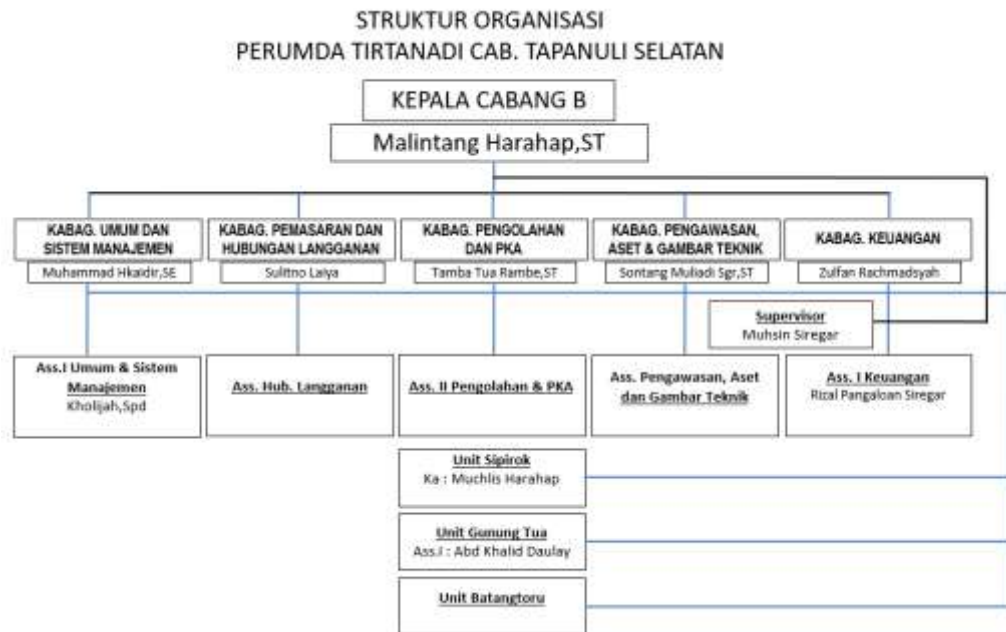 STRUKTUR ORGANISASI
PERUMDA TIRTANADI CAB. TAPANULI SELATAN
KEPALA CABANG B
Malintang Harahap,ST
KABAG. UMUM DAN
SISTEM MANAJEMEN
Muhammad Hkaidir,SE
KABAG. PEMASARAN DAN
HUBUNGAN LANGGANAN
Sulitno Laiya
KABAG. PENGOLAHAN
DAN PKA
Tamba Tua Rambe,ST
KABAG. PENGAWASAN,
ASET & GAMBAR TEKNIK
Sontang Muliadi Sgr,ST
KABAG. KEUANGAN
Zulfan Rachmadsyah
Supervisor
Muhsin Siregar
Ass.I Umum & Sistem
Manajemen
Kholijah,Spd
Ass. Hub. Langganan
Ass. II Pengolahan & PKA
Ass. Pengawasan, Aset
dan Gambar Teknik
Ass. I Keuangan
Rizal Pangaloan Siregar
Unit Sipirok
Ka : Muchlis Harahap
Unit Gunung Tua
Ass.I : Abd Khalid Daulay
Unit Batangtoru